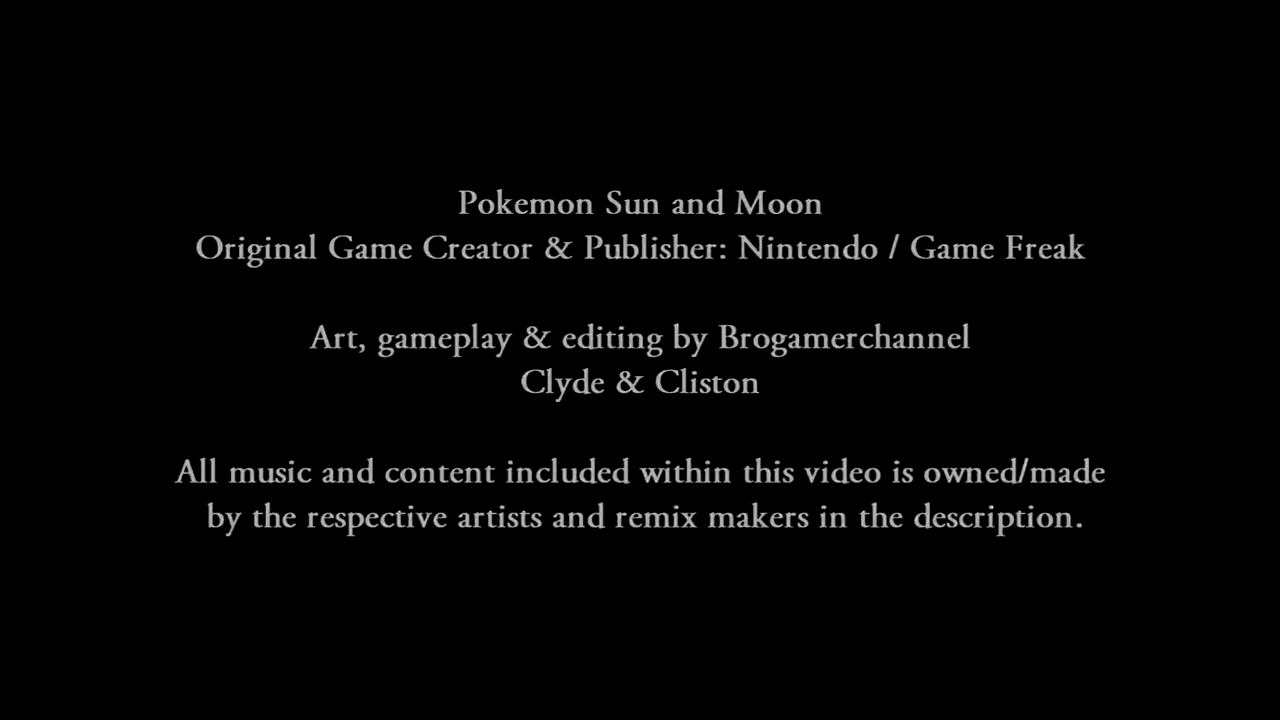 Pokemon Sun and Moon
Original Game Creator & Publisher: Nintendo / Game Freak
Art, gameplay & editing by Brogamerchannel
Clyde & Cliston
All music and content included within this video is owned/made
by the respective artists and remix makers in the description.